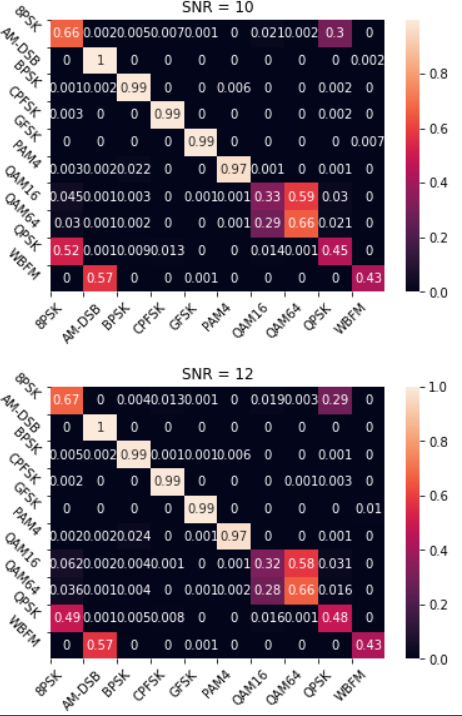 SNR = 10
8PSK 0.66 0.002 0.005 0.007 0.001 0 0.021 0.002 0.3 0
AM-DSB 0 1 0 0 0 0 0 0 0 0.002
BPSK 0.001 0.002 0.99 0 0 0.006 0 0 0.002 0
CPFSK 0.003 0 0 0.99 0 0 0 0 0.002 0
GFSK 0 0 0 0 0.99 0 0 0 0 0.007
PAM4 0.003 0.002 0.022 0 0 0.97 0.001 0 0.001 0
QAM16 0.045 0.001 0.003 0 0.001 0.001 0.33 0.59 0.03 0
QAM64 0.03 0.001 0.002 0 0 0.001 0.29 0.66 0.021 0
QPSK 0.52 0.001 0.009 0.013 0 0 0.014 0.001 0.45 0
WBFM 0 0.57 0 0 0.001 0 0 0 0 0.43
8PSK AM-DSB BPSK CPFSK GFSK PAM4 QAM16 QAM64 QPSK WBFM
0.8
0.6
0.4
0.2
0.0
SNR = 12
8PSK 0.67 0 0.004 0.013 0.001 0 0.019 0.003 0.29 0
AM-DSB 0 1 0 0 0 0 0 0 0 0
BPSK 0.005 0.002 0.99 0.001 0.001 0.006 0 0 0.001 0
CPFSK 0.002 0 0 0.99 0 0 0 0.001 0.003 0
GFSK 0 0 0 0 0.99 0 0 0 0 0.01
PAM4 0.002 0.002 0.024 0 0.001 0.97 0 0 0.001 0
QAM16 0.062 0.002 0.004 0.001 0 0 0.32 0.58 0.031 0
QAM64 0.036 0.001 0.004 0 0.001 0.002 0.28 0.66 0.016 0
QPSK 0.49 0.001 0.005 0.008 0 0 0.016 0.001 0.48 0
WBFM 0 0.57 0 0 0.001 0 0 0 0 0.43
8PSK AM-DSB BPSK CPFSK GFSK PAM4 QAM16 QAM64 QPSK WBFM
1.0
0.8
0.6
0.4
0.2
0.0